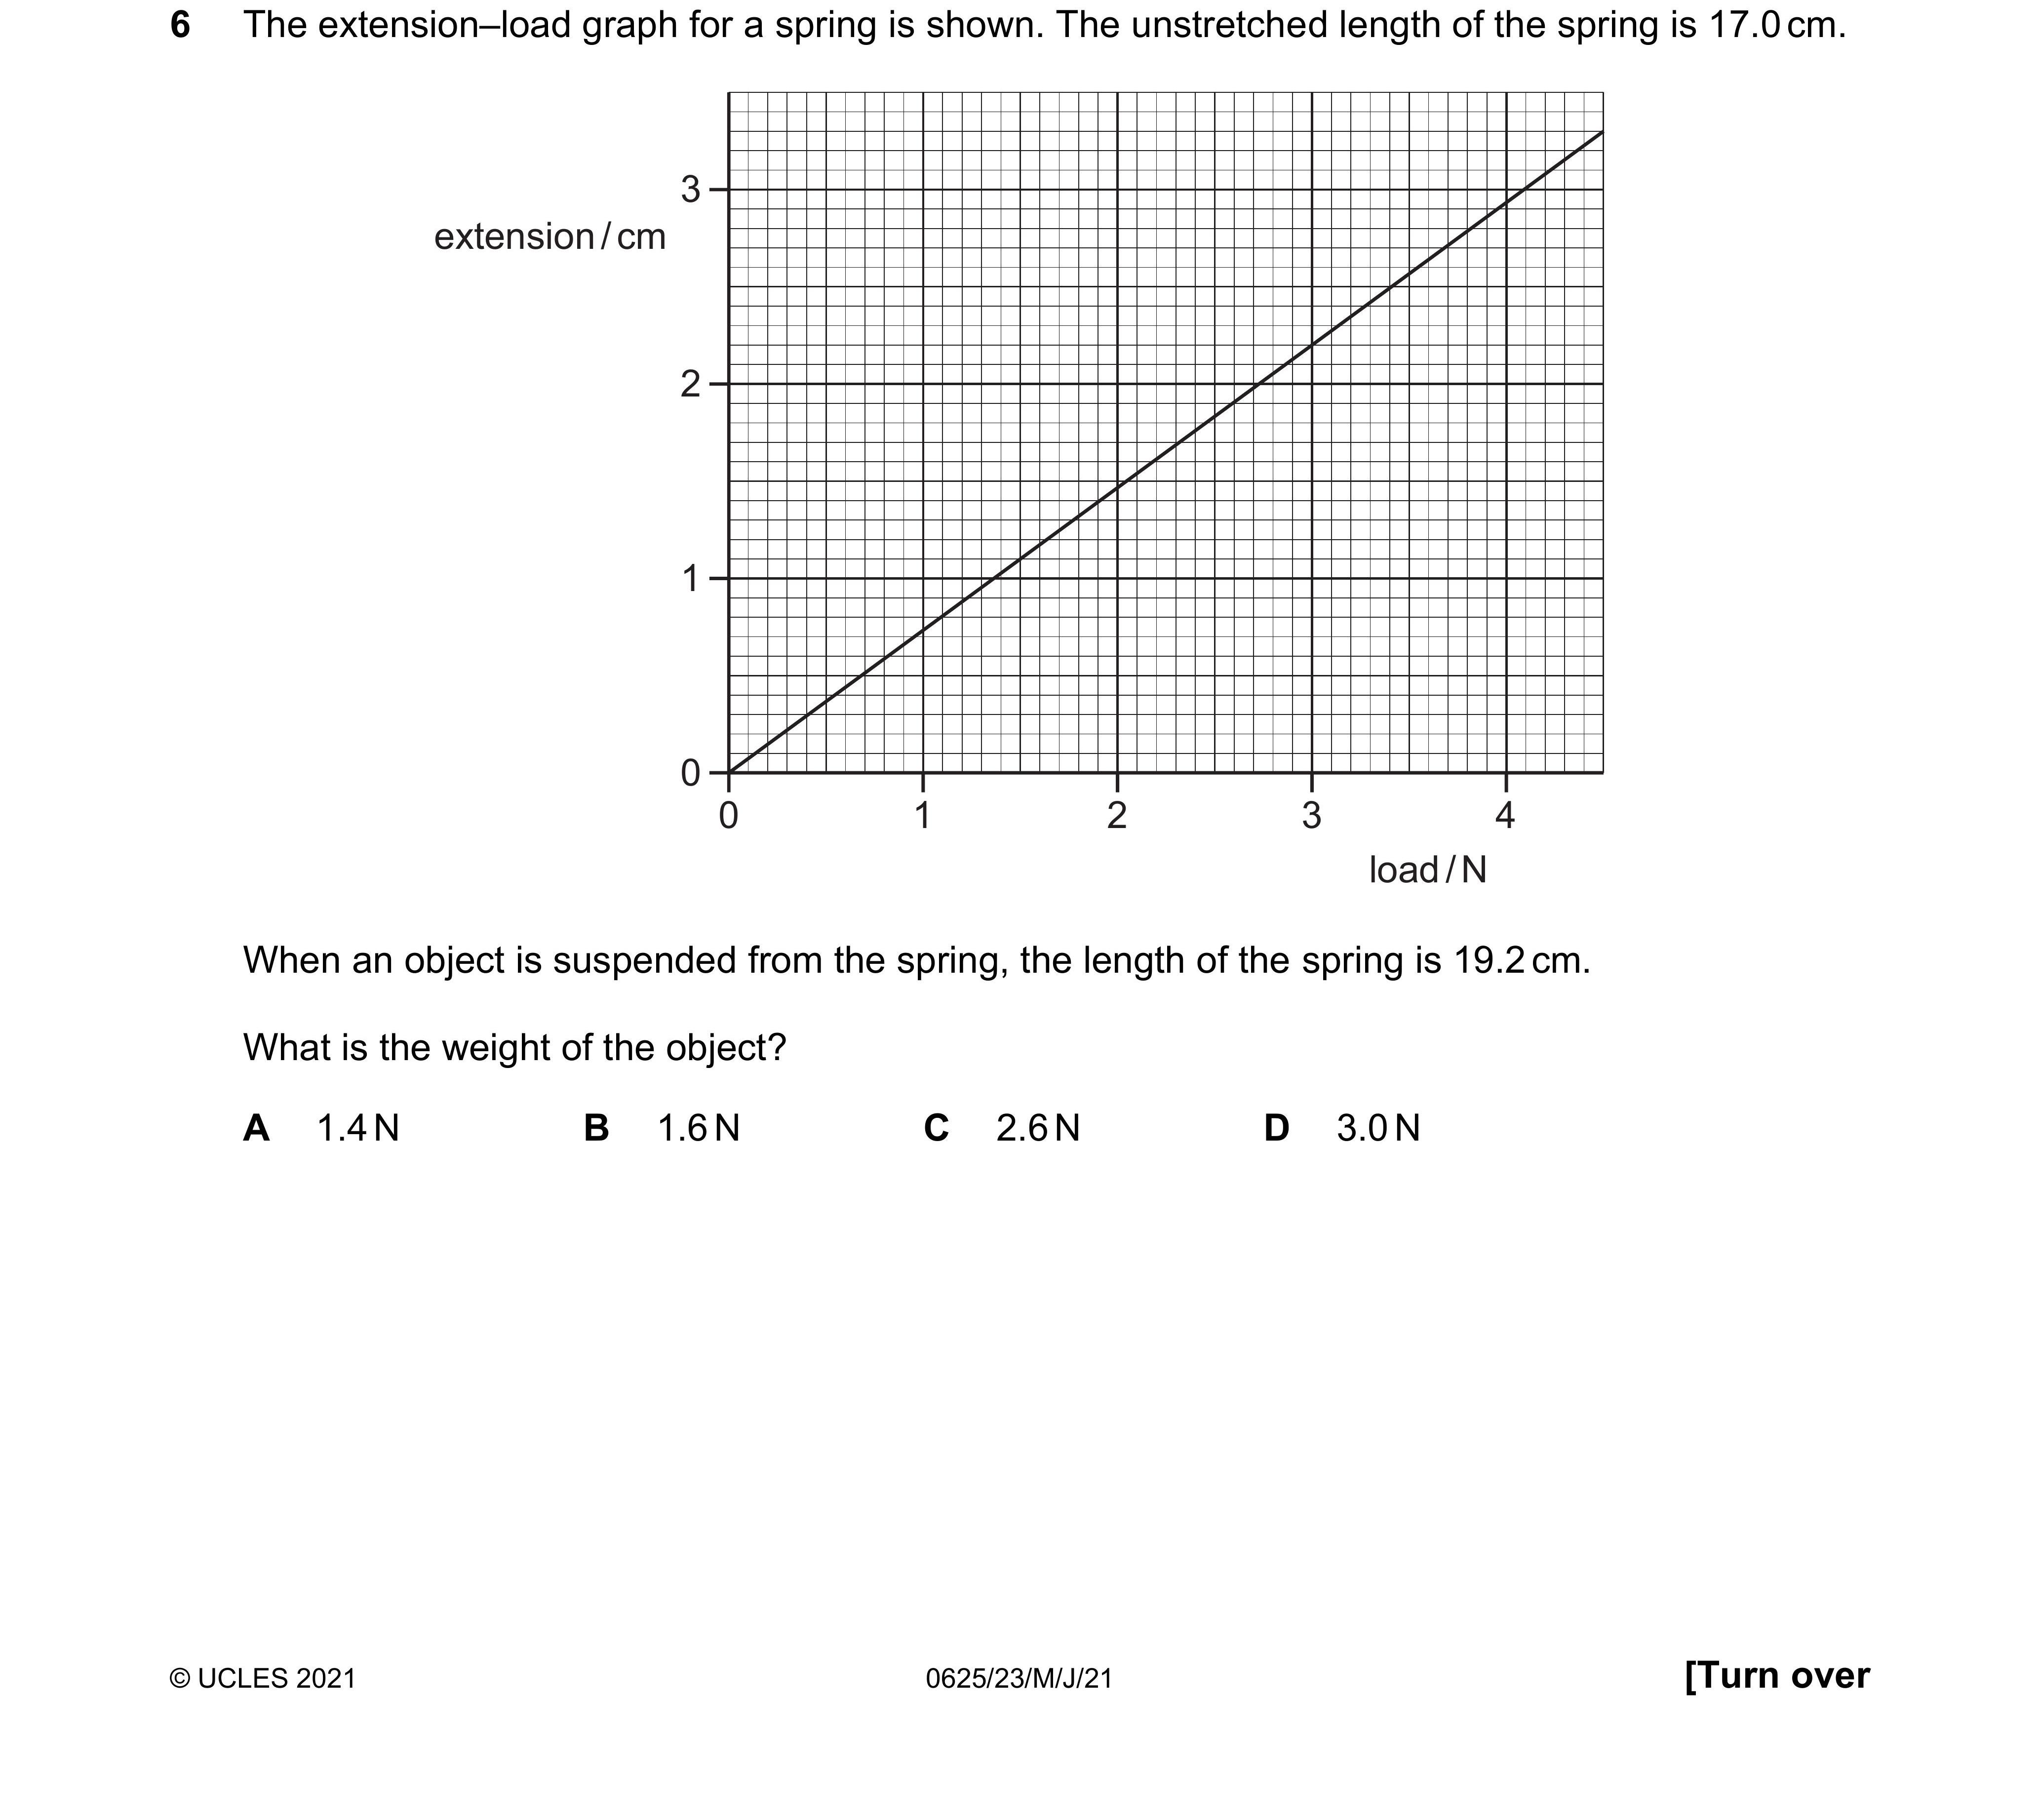 6 The extension–load graph for a spring is shown. The unstretched length of the spring is 17.0 cm.
3
extension / cm
2
1
0
0 1 2 3 4
load / N
When an object is suspended from the spring, the length of the spring is 19.2 cm.
What is the weight of the object?
A 1.4 N B 1.6 N C 2.6 N D 3.0 N
© UCLES 2021 0625/23/M/J/21 [Turn over